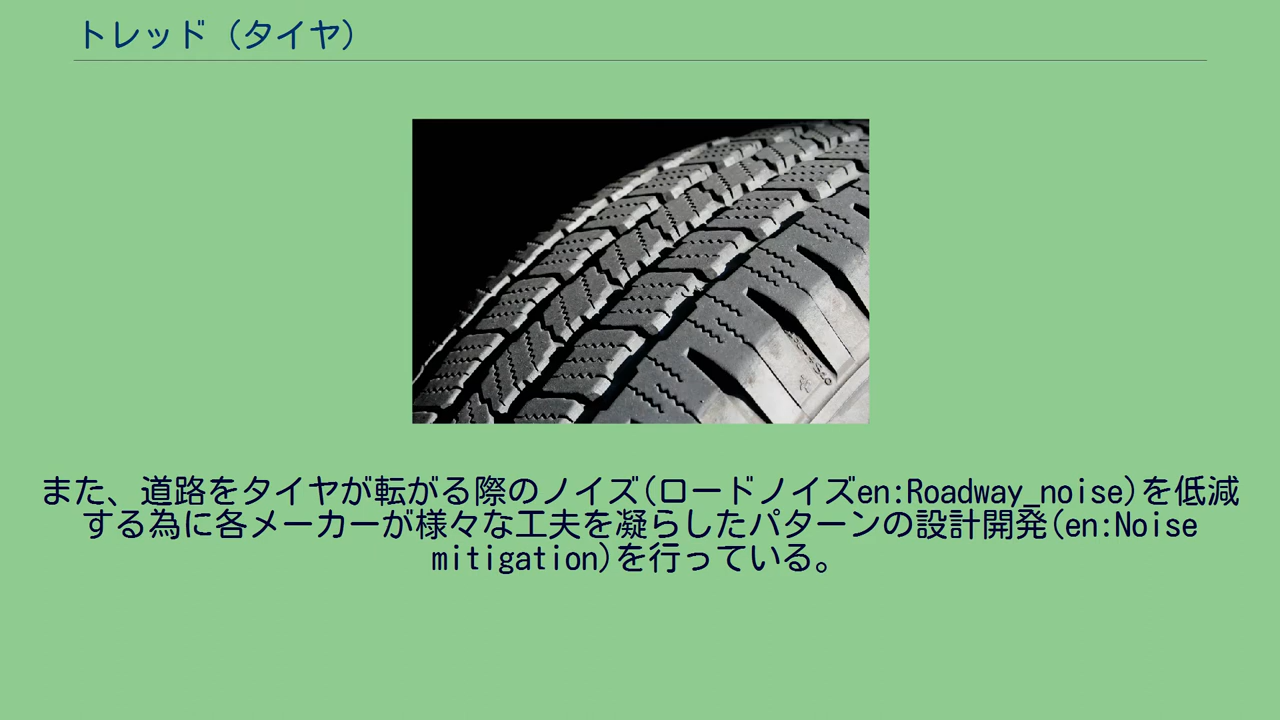 トレッド（タイヤ）
また、道路をタイヤが転がる際のノイズ(ロードノイズen:Roadway_noise)を低減
する為に各メーカーが様々な工夫を凝らしたパターンの設計開発(en:Noise
mitigation)を行っている。